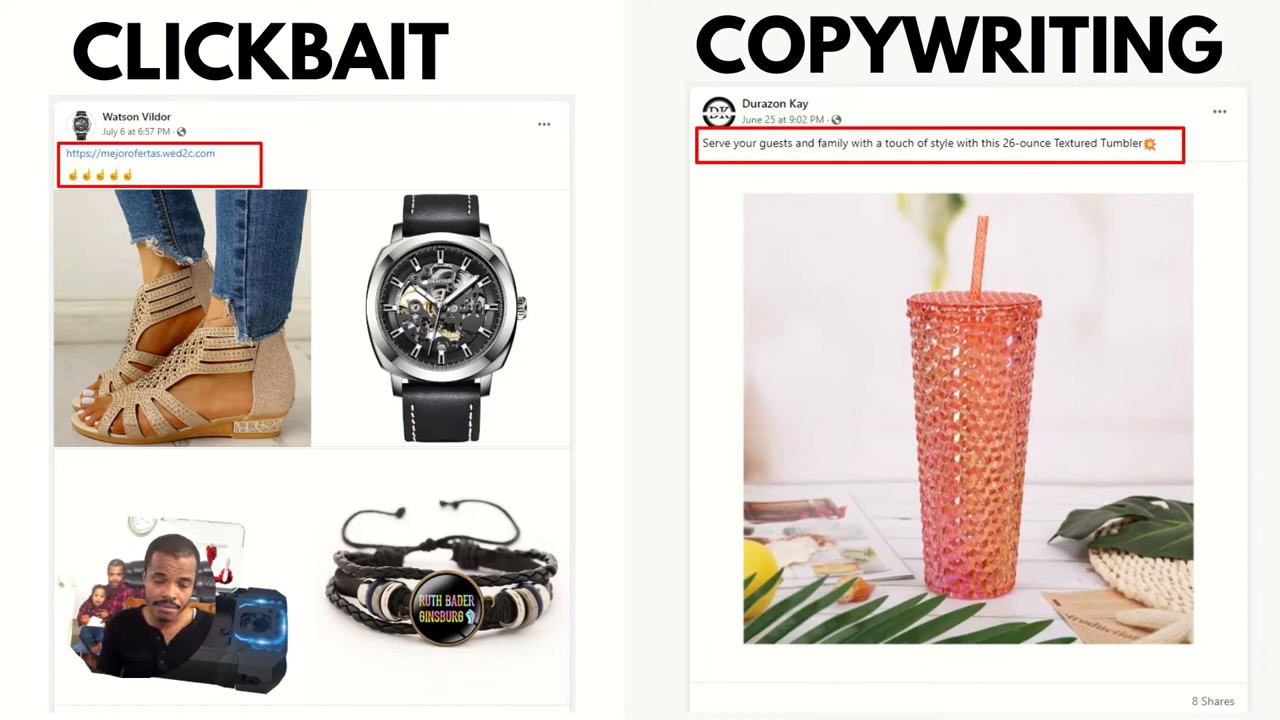 CLICKBAIT
Watson Vildor
July 6 at 6:57 PM ·
https://mejorofertas.wed2c.com
☝☝☝☝☝
RUTH BADER
GINSBURG
COPYWRITING
DK
Durazon Kay
June 25 at 9:02 PM ·
Serve your guests and family with a touch of style with this 26-ounce Textured Tumbler💥
8 Shares